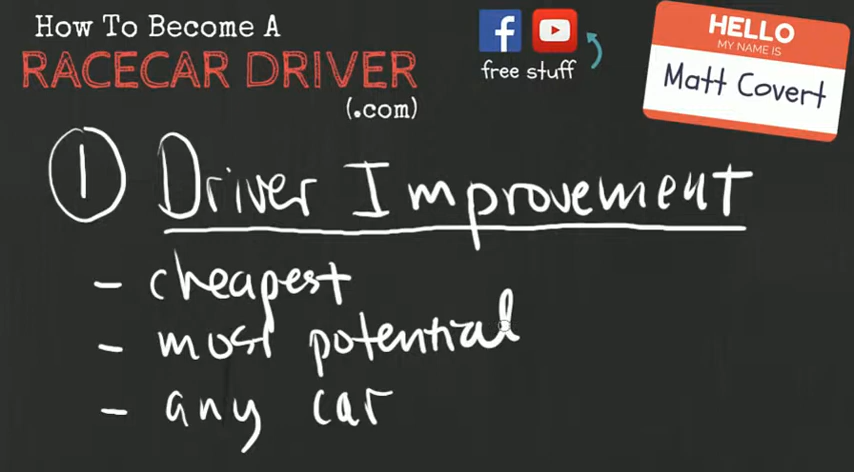 How To Become A
RACECAR DRIVER
(.com)
free stuff
HELLO
MY NAME IS
Matt Covert
① Driver Improvement
- cheapest
- most potential
- any car